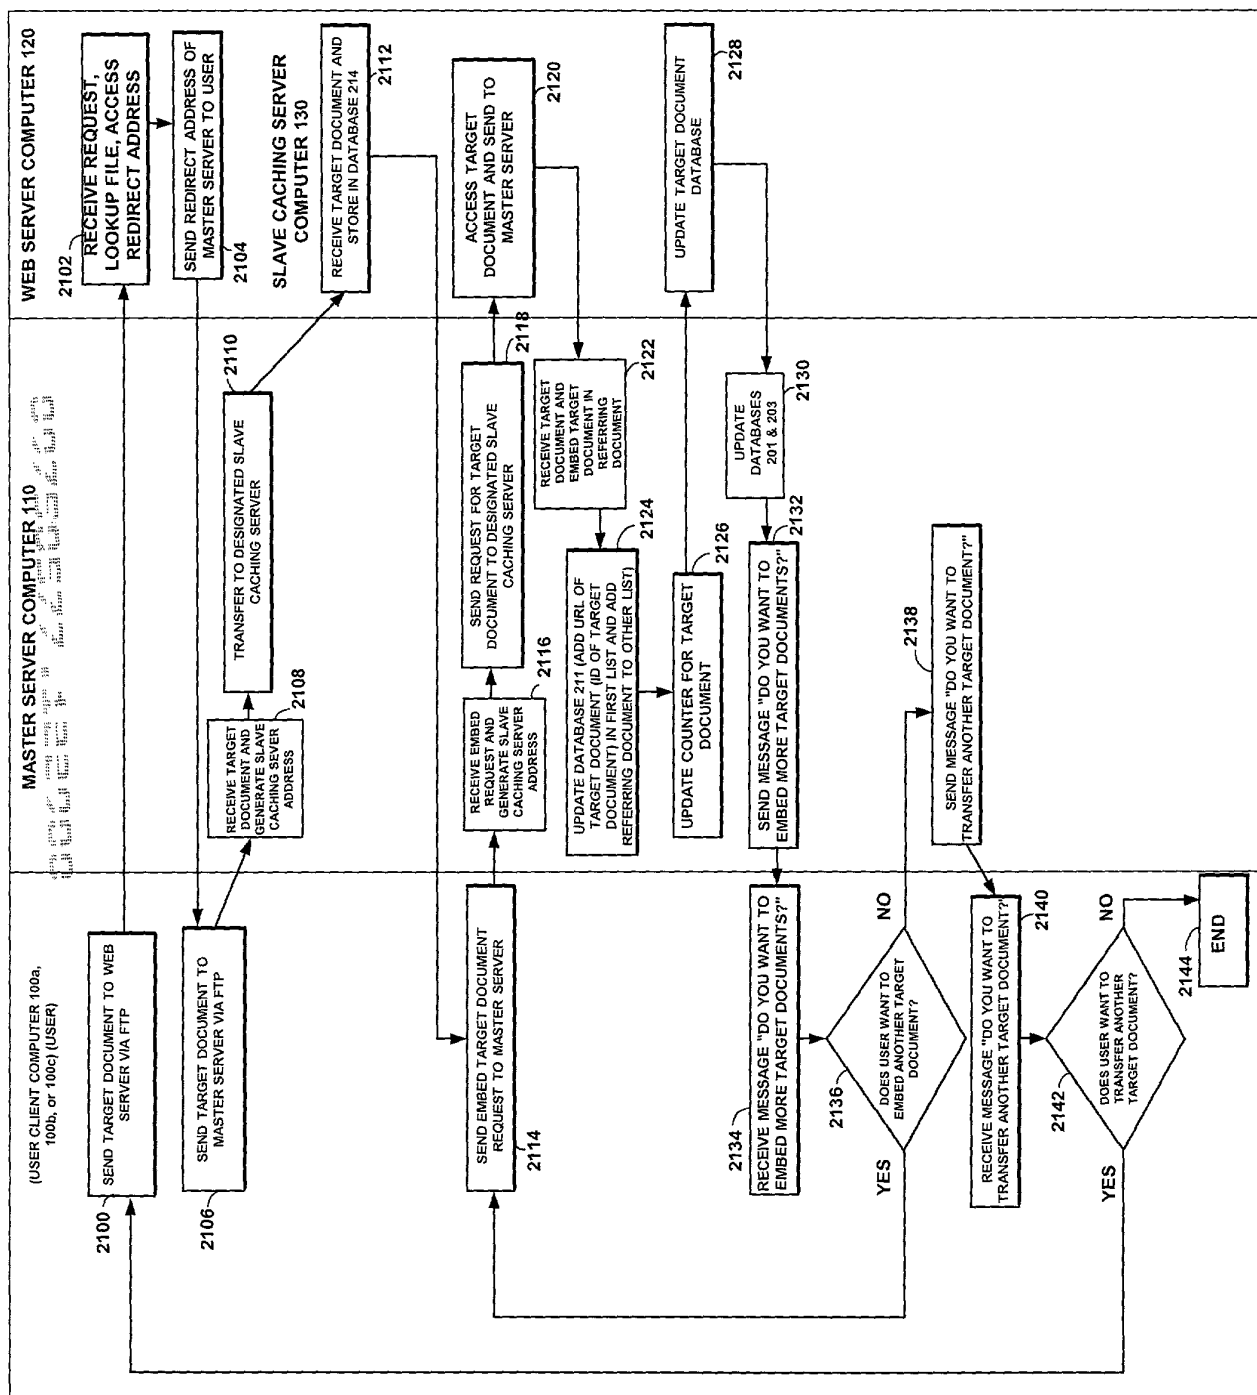 (USER CLIENT COMPUTER 100a,
100b, or 100c) (USER)
MASTER SERVER COMPUTER 110
WEB SERVER COMPUTER 120
2100
SEND TARGET DOCUMENT TO WEB
SERVER VIA FTP
2102
RECEIVE REQUEST,
LOOKUP FILE, ACCESS
REDIRECT ADDRESS
SEND REDIRECT ADDRESS OF
MASTER SERVER TO USER
2104
2106
SEND TARGET DOCUMENT TO
MASTER SERVER VIA FTP
RECEIVE TARGET
DOCUMENT AND
GENERATE SLAVE
CACHING SEVER
ADDRESS
2108
TRANSFER TO DESIGNATED SLAVE
CACHING SERVER
2110
SLAVE CACHING SERVER
COMPUTER 130
RECEIVE TARGET DOCUMENT AND
STORE IN DATABASE 214
2112
SEND EMBED TARGET DOCUMENT
REQUEST TO MASTER SERVER
2114
RECEIVE EMBED
REQUEST AND
GENERATE SLAVE
CACHING SERVER
ADDRESS
2116
SEND REQUEST FOR TARGET
DOCUMENT TO DESIGNATED SLAVE
CACHING SERVER
2118
ACCESS TARGET
DOCUMENT AND SEND TO
MASTER SERVER
2120
RECEIVE TARGET
DOCUMENT AND
EMBED TARGET
DOCUMENT IN
REFERRING
DOCUMENT
2122
UPDATE DATABASE 211 (ADD URL OF
TARGET DOCUMENT (ID OF TARGET
DOCUMENT) IN FIRST LIST AND ADD
REFERRING DOCUMENT TO OTHER LIST)
2124
UPDATE COUNTER FOR TARGET
DOCUMENT
2126
UPDATE TARGET DOCUMENT
DATABASE
2128
UPDATE
DATABASES
201 & 203
2130
SEND MESSAGE "DO YOU WANT TO
EMBED MORE TARGET DOCUMENTS?"
2132
2134
RECEIVE MESSAGE "DO YOU WANT TO
EMBED MORE TARGET DOCUMENTS?"
2136
DOES USER WANT TO
EMBED ANOTHER TARGET
DOCUMENT?
YES
NO
SEND MESSAGE "DO YOU WANT TO
TRANSFER ANOTHER TARGET DOCUMENT?"
2138
RECEIVE MESSAGE "DO YOU WANT TO
TRANSFER ANOTHER TARGET DOCUMENT?"
2140
2142
DOES USER WANT TO
TRANSFER ANOTHER
TARGET DOCUMENT?
YES
NO
2144
END